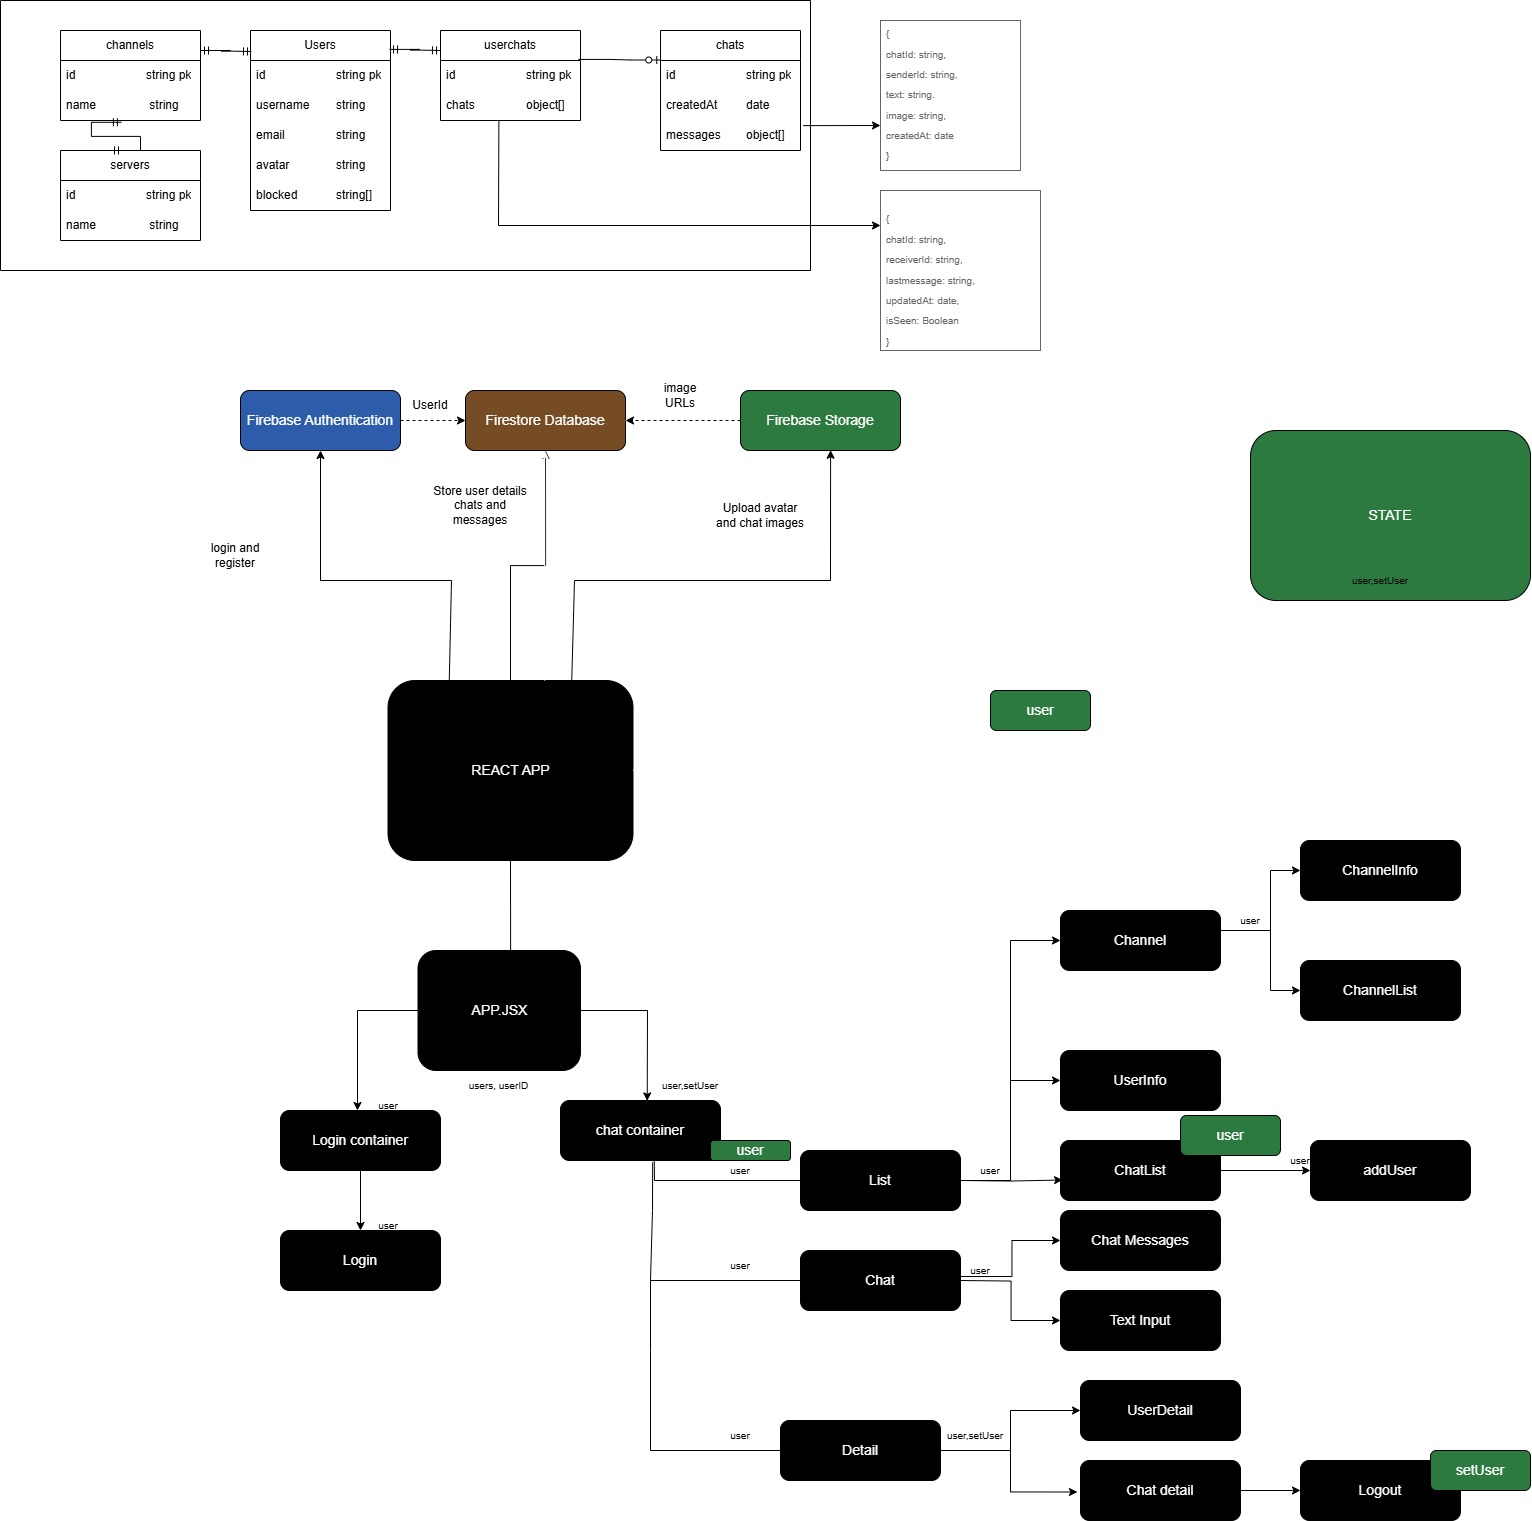 channels
id string pk
name string
servers
id string pk
name string
Users
id string pk
username string
email string
avatar string
blocked string[]
userchats
id string pk
chats object[]
chats
id string pk
createdAt date
messages object[]
{
chatId: string,
senderId: string,
text: string.
image: string,
createdAt: date
}
{
chatId: string,
receiverId: string,
lastmessage: string,
updatedAt: date,
isSeen: Boolean
}
Firebase Authentication
UserId
Firestore Database
image
URLs
Firebase Storage
login and
register
Store user details
chats and
messages
Upload avatar
and chat images
STATE
user,setUser
REACT APP
user
APP.JSX
users, userID
user
Login container
user
Login
user,setUser
chat container
user
user
List
user
Channel
user
ChannelInfo
ChannelList
UserInfo
ChatList
user
user
addUser
user
Chat
user
Chat Messages
Text Input
user
Detail
user,setUser
UserDetail
Chat detail
Logout
setUser